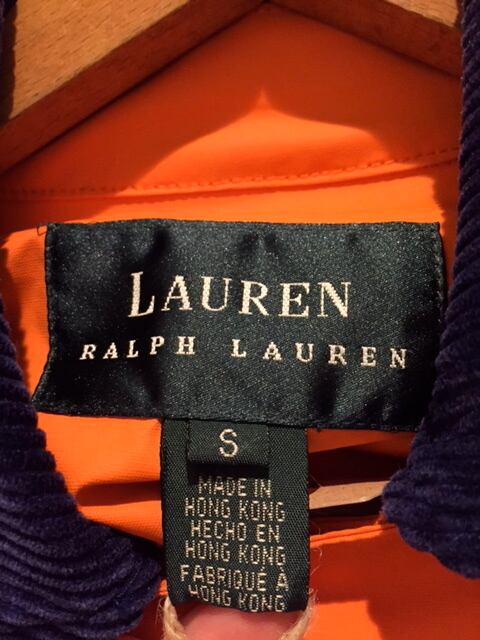 LAUREN
RALPH LAUREN
S
MADE IN
HONG KONG
HECHO EN
HONG KONG
FABRIQUE A
HONG KONG